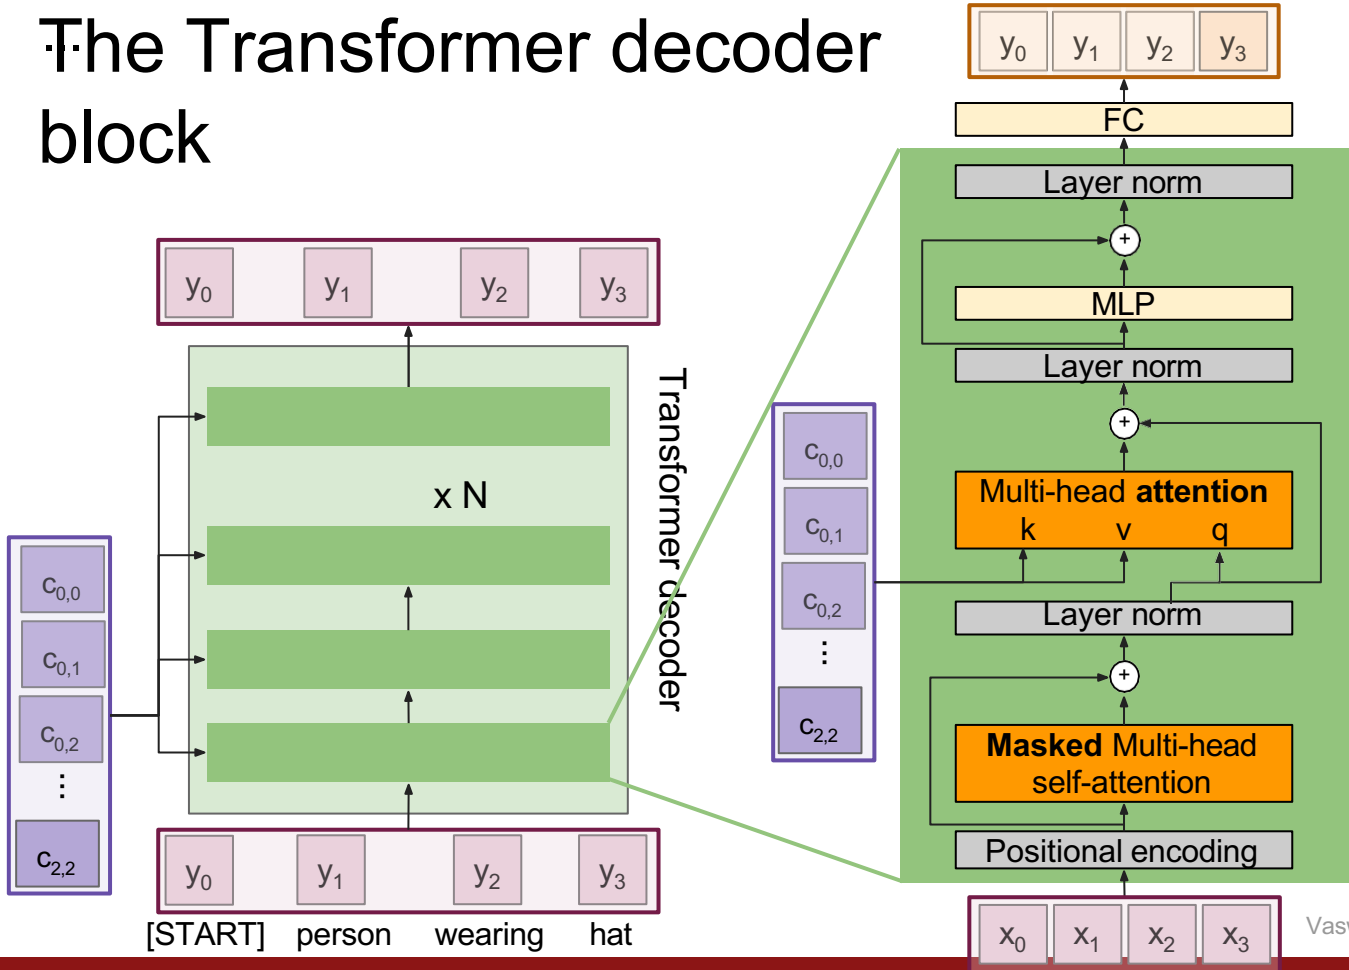 The Transformer decoder
block
...
y0 y1 y2 y3
x N
Transformer decoder
c0,0
c0,1
c0,2
⋮
c2,2
y0 y1 y2 y3
[START] person wearing hat
y0 y1 y2 y3
FC
Layer norm
+
MLP
Layer norm
+
Multi-head attention
k v q
Layer norm
+
Masked Multi-head
self-attention
Positional encoding
x0 x1 x2 x3
c0,0
c0,1
c0,2
⋮
c2,2